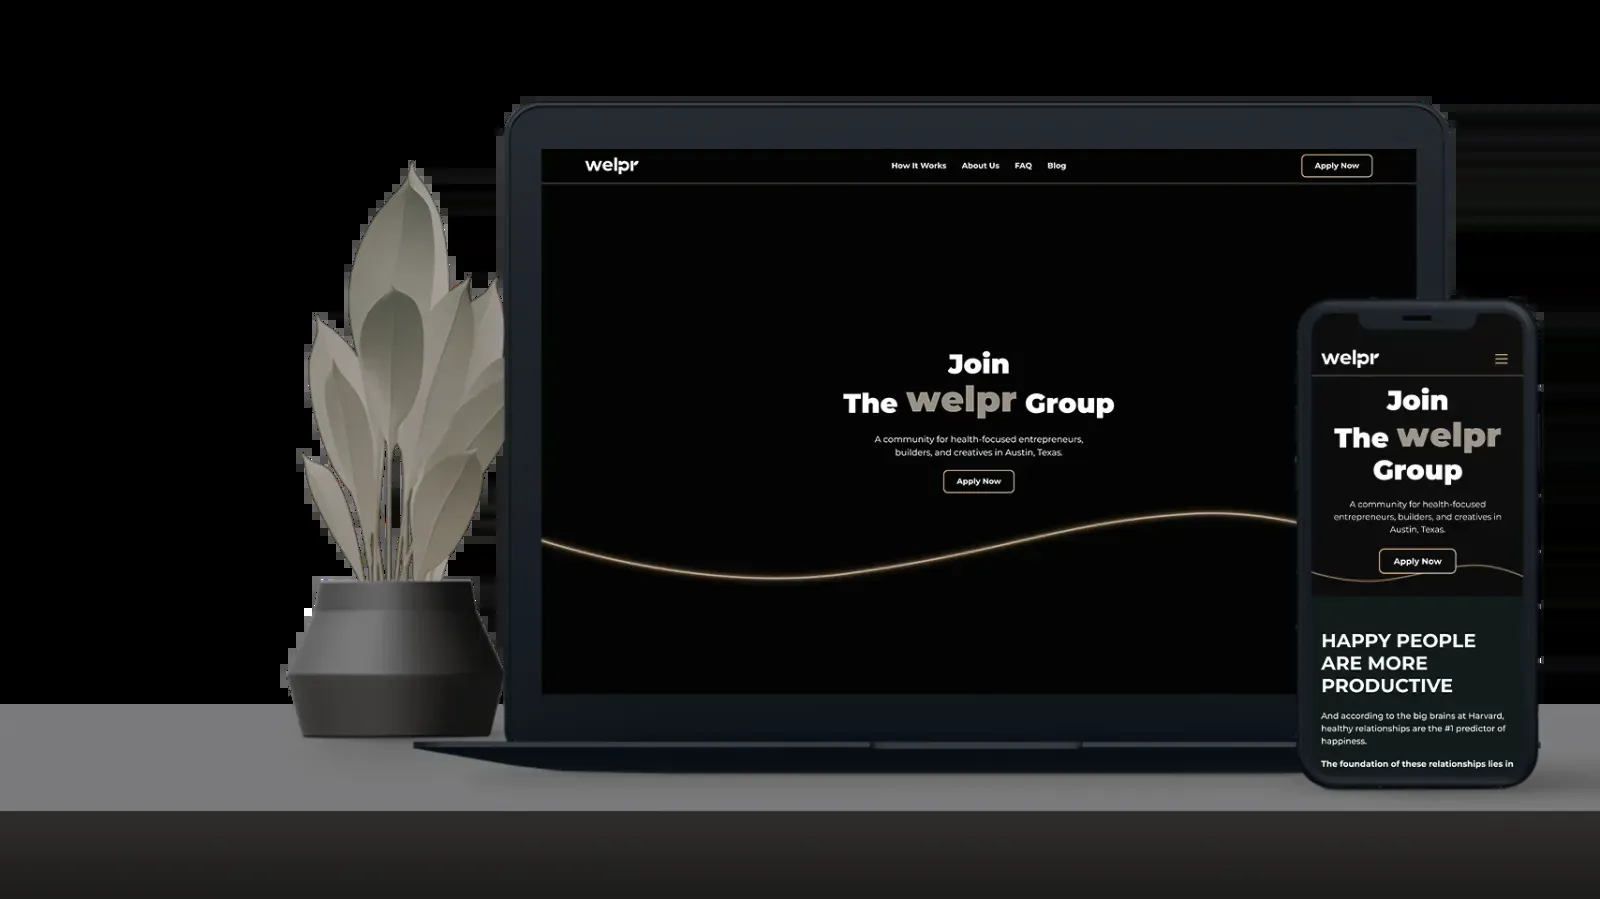 welpr
How It Works About Us FAQ Blog
Apply Now
Join
The welpr Group
A community for health-focused entrepreneurs,
builders, and creatives in Austin, Texas.
Apply Now
welpr
Join
The welpr
Group
A community for health-focused
entrepreneurs, builders, and creatives in
Austin, Texas.
Apply Now
HAPPY PEOPLE
ARE MORE
PRODUCTIVE
And according to the big brains at Harvard,
healthy relationships are the #1 predictor of
happiness.
The foundation of these relationships lies in